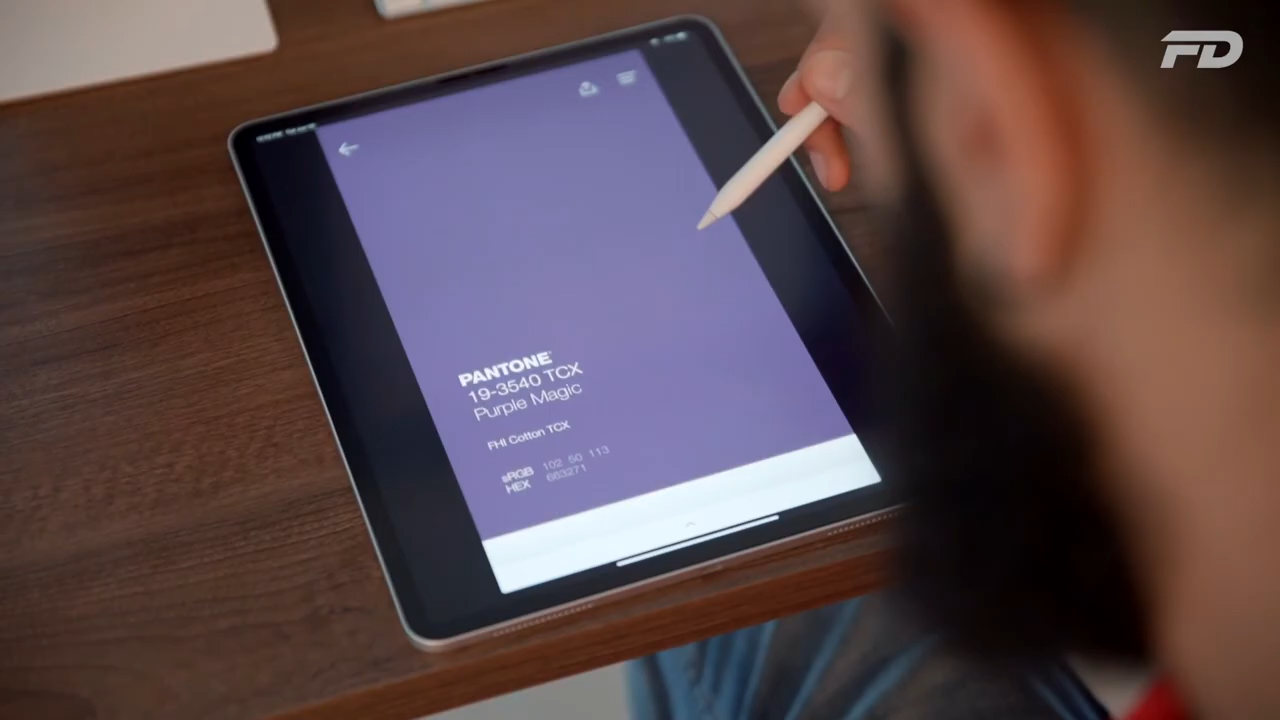 FD
PANTONE
19-3540 TCX
Purple Magic
FHI Cotton TCX
sRGB 102 50 113
HEX 663271